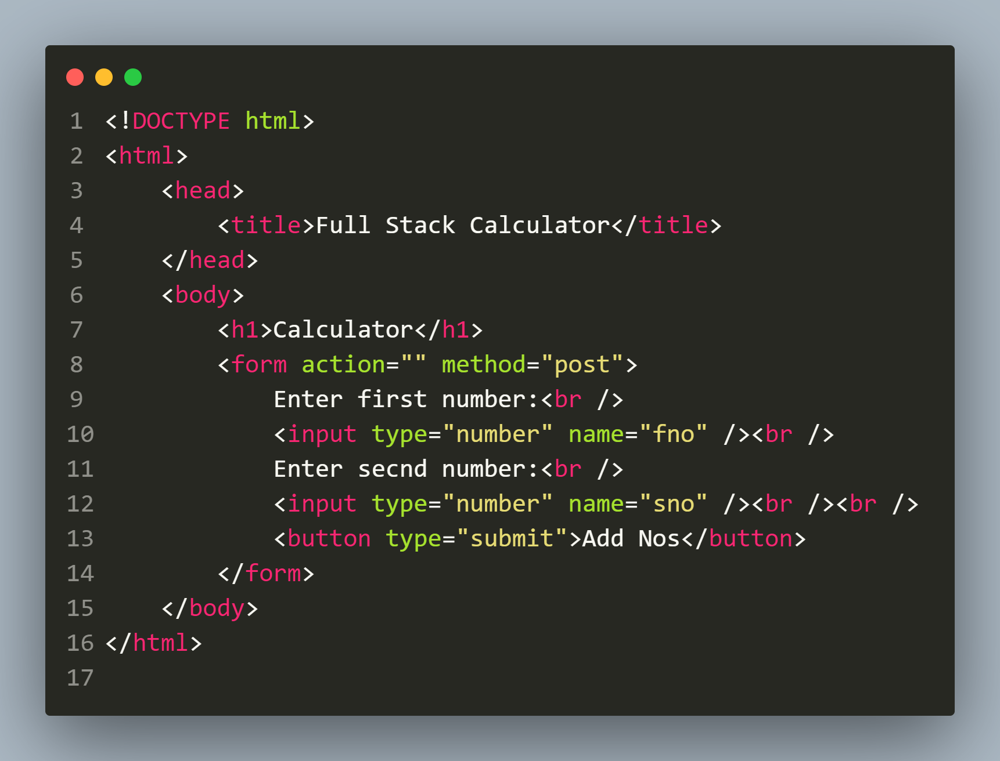 1 <!DOCTYPE html>
2 <html>
3     <head>
4         <title>Full Stack Calculator</title>
5     </head>
6     <body>
7         <h1>Calculator</h1>
8         <form action="" method="post">
9             Enter first number:<br />
10             <input type="number" name="fno" /><br />
11             Enter secnd number:<br />
12             <input type="number" name="sno" /><br /><br />
13             <button type="submit">Add Nos</button>
14         </form>
15     </body>
16 </html>
17